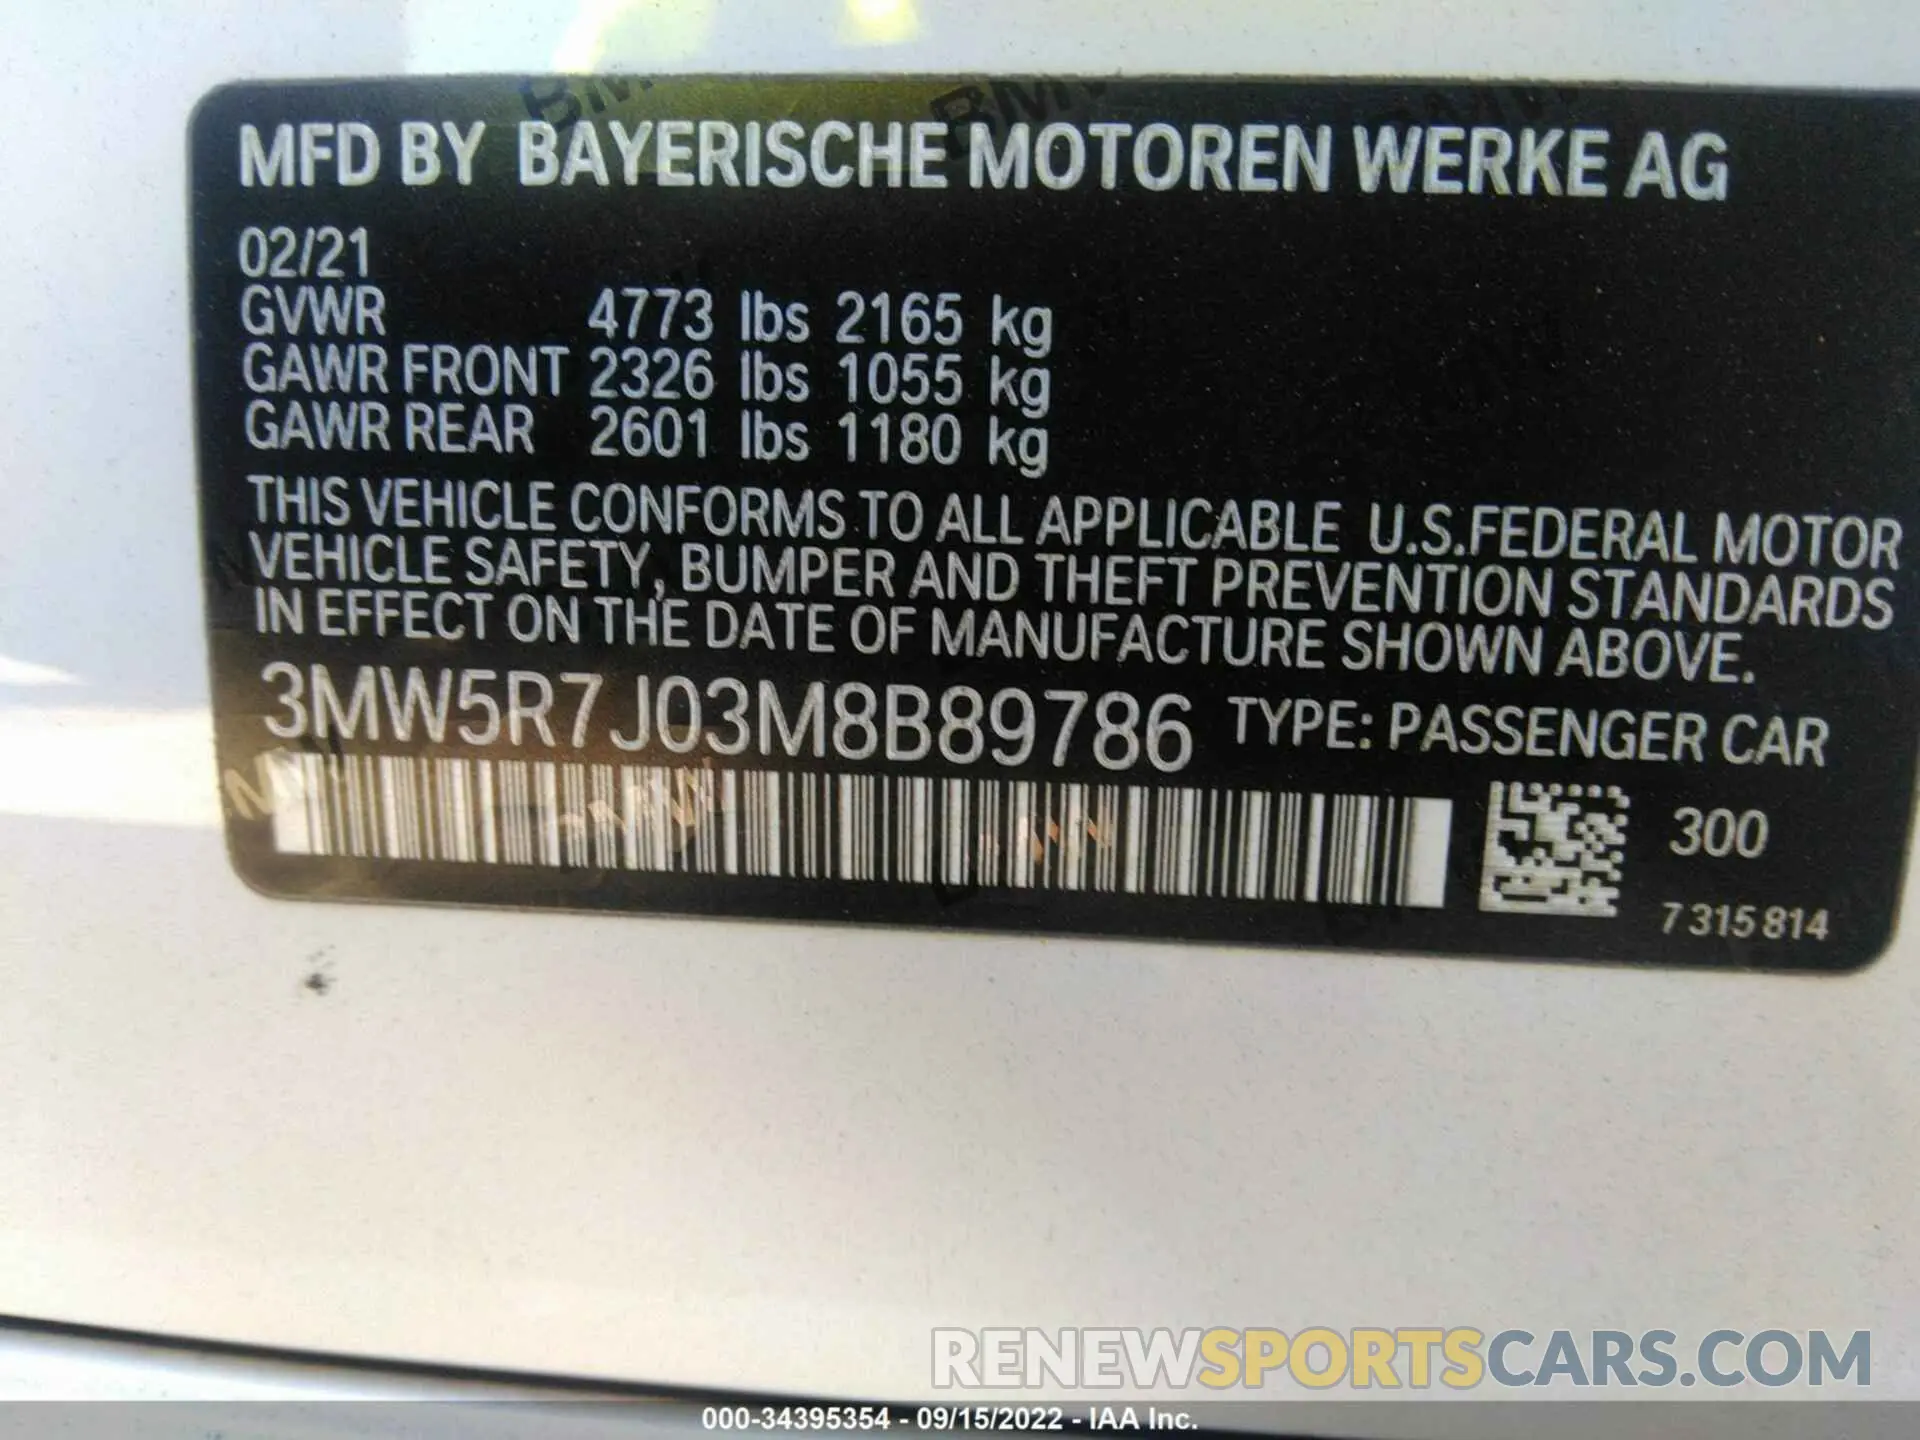 MFD BY BAYERISCHE MOTOREN WERKE AG
02/21
GVWR 4773 lbs 2165 kg
GAWR FRONT 2326 lbs 1055 kg
GAWR REAR 2601 lbs 1180 kg
THIS VEHICLE CONFORMS TO ALL APPLICABLE U.S.FEDERAL MOTOR
VEHICLE SAFETY, BUMPER AND THEFT PREVENTION STANDARDS
IN EFFECT ON THE DATE OF MANUFACTURE SHOWN ABOVE.
3MW5R7J03M8B89786 TYPE: PASSENGER CAR
300
7 315 814
RENEWSPORTSCARS.COM
000-34395354 - 09/15/2022 - IAA Inc.